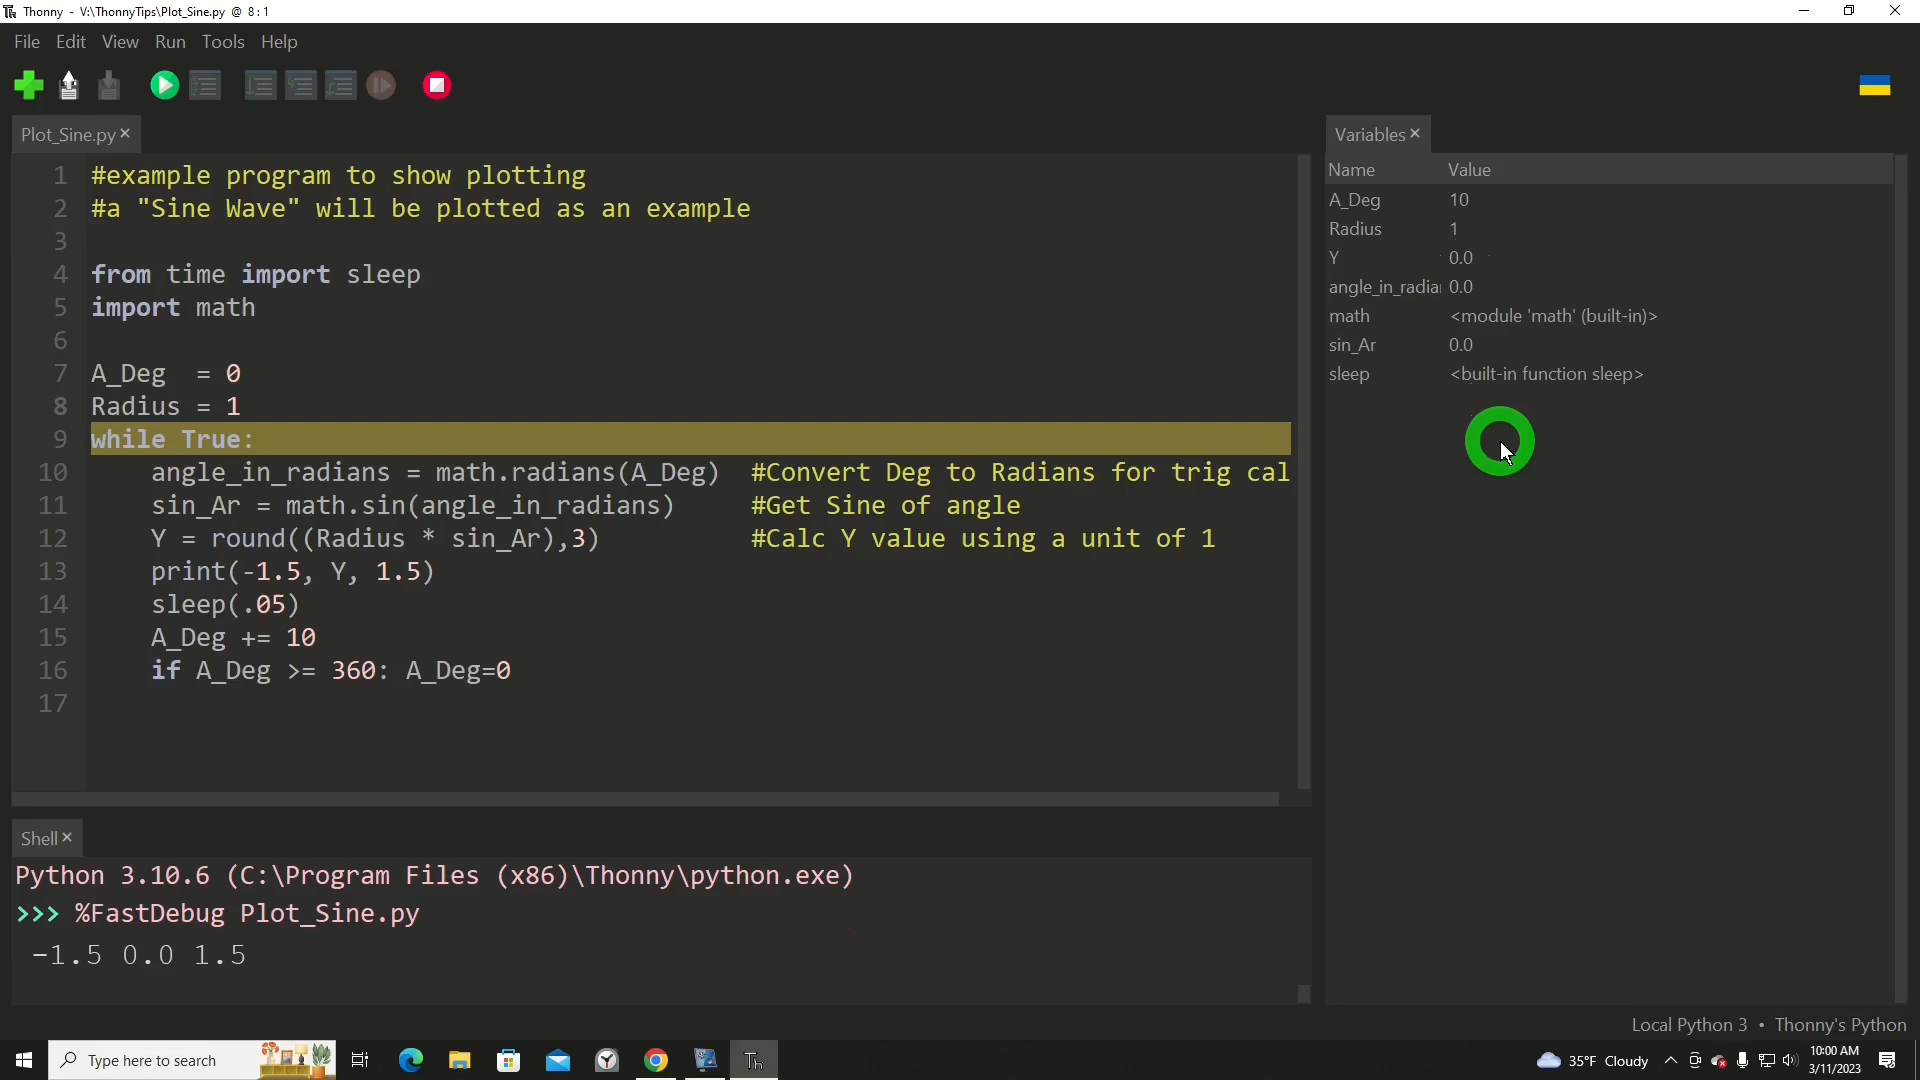 Thonny - V:\ThonnyTips\Plot_Sine.py @ 8:1
File Edit View Run Tools Help
Plot_Sine.py ×
1 #example program to show plotting
2 #a "Sine Wave" will be plotted as an example
3
4 from time import sleep
5 import math
6
7 A_Deg  = 0
8 Radius = 1
9 while True:
10     angle_in_radians = math.radians(A_Deg)  #Convert Deg to Radians for trig cal
11     sin_Ar = math.sin(angle_in_radians)     #Get Sine of angle
12     Y = round((Radius * sin_Ar),3)          #Calc Y value using a unit of 1
13     print(-1.5, Y, 1.5)
14     sleep(.05)
15     A_Deg += 10
16     if A_Deg >= 360: A_Deg=0
17
Shell ×
Python 3.10.6 (C:\Program Files (x86)\Thonny\python.exe)
>>> %FastDebug Plot_Sine.py
-1.5 0.0 1.5
Variables ×
Name Value
A_Deg 10
Radius 1
Y 0.0
angle_in_radia 0.0
math <module 'math' (built-in)>
sin_Ar 0.0
sleep <built-in function sleep>
Local Python 3 • Thonny's Python
Type here to search
Th
35°F Cloudy
10:00 AM
3/11/2023